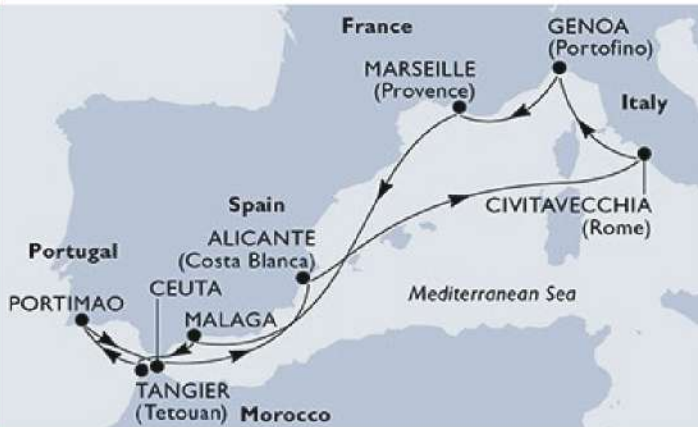 France
GENOA
(Portofino)
MARSEILLE
(Provence)
Italy
Spain
CIVITAVECCHIA
(Rome)
ALICANTE
(Costa Blanca)
Portugal
CEUTA
Mediterranean Sea
PORTIMAO
MALAGA
TANGIER
(Tetouan)
Morocco